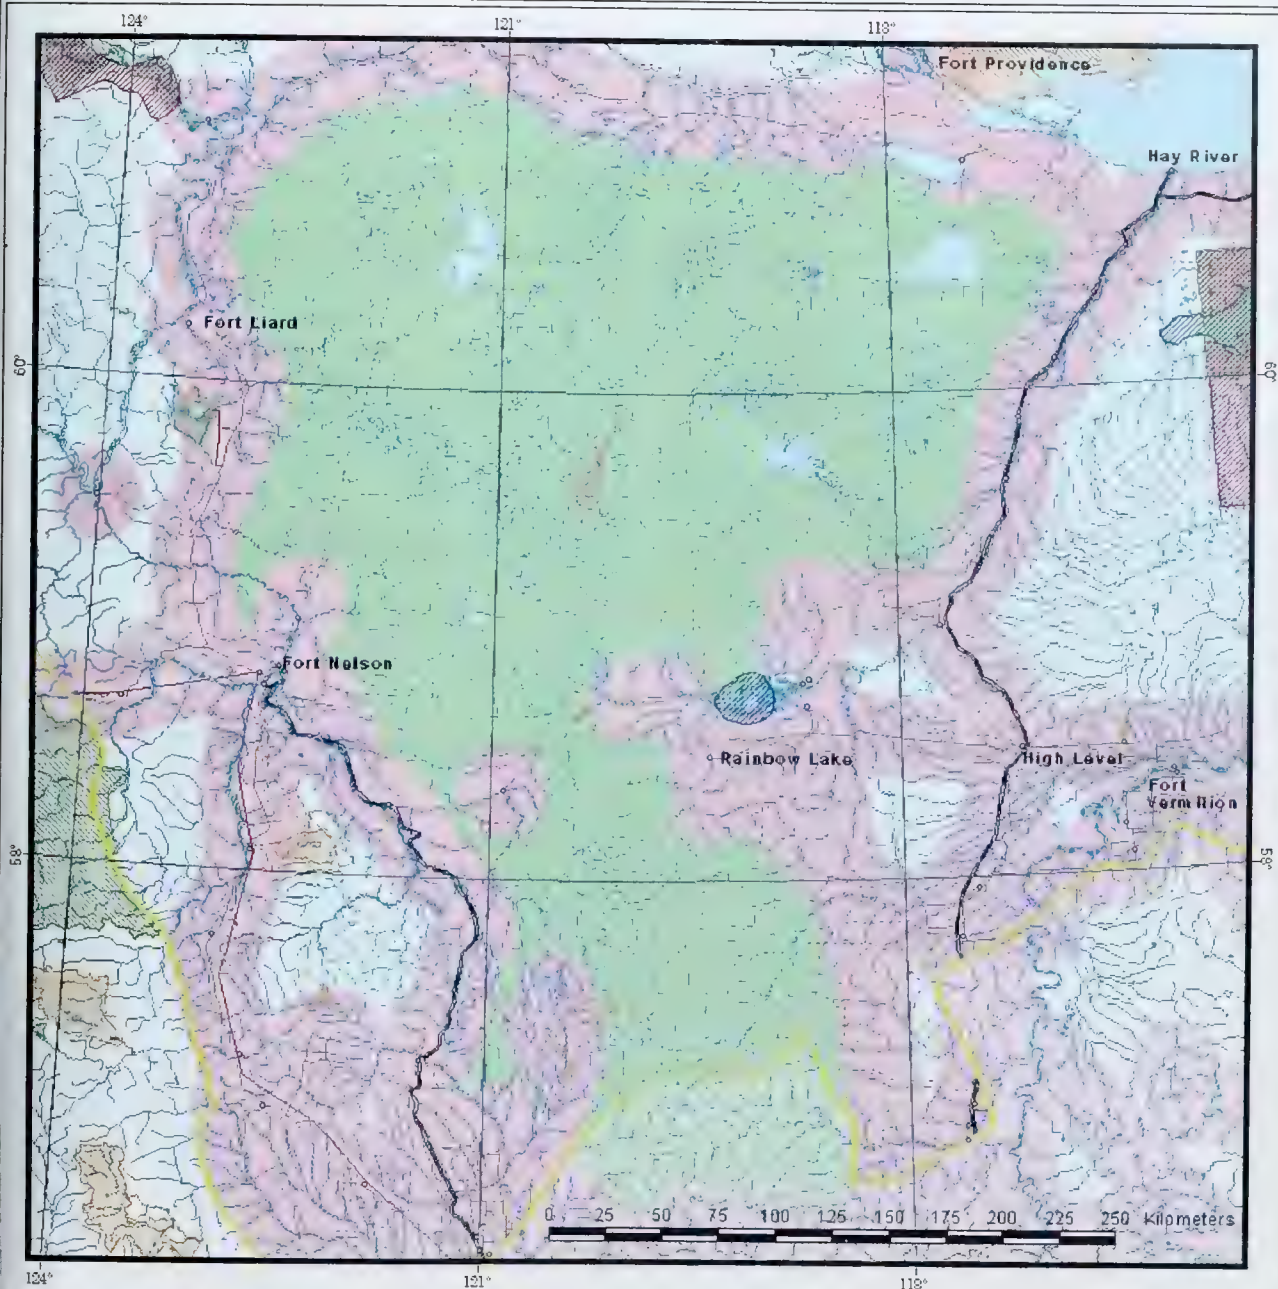 124°
121°
118°
Fort Providence
Hay River
Fort Liard
60°
60°
Fort Nelson
Rainbow Lake
High Level
Fort
Vermilion
58°
58°
0 25 50 75 100 125 150 175 200 225 250 Kilometers
124°
121°
118°